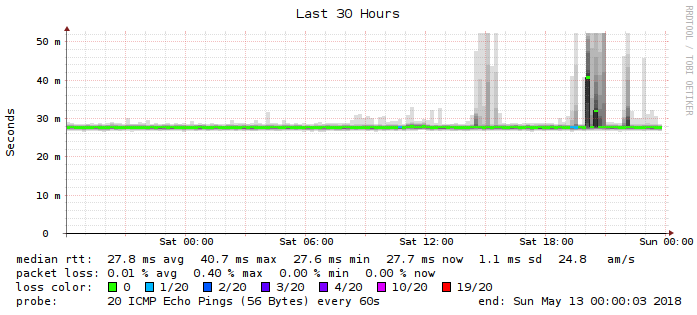 Last 30 Hours
RRDTOOL / TOBI OETIKER
Seconds
50 m
40 m
30 m
20 m
10 m
0
Sat 00:00 Sat 06:00 Sat 12:00 Sat 18:00 Sun 00:00
median rtt: 27.8 ms avg 40.7 ms max 27.6 ms min 27.7 ms now 1.1 ms sd 24.8 am/s
packet loss: 0.01 % avg 0.40 % max 0.00 % min 0.00 % now
loss color: 0 1/20 2/20 3/20 4/20 10/20 19/20
probe: 20 ICMP Echo Pings (56 Bytes) every 60s end: Sun May 13 00:00:03 2018